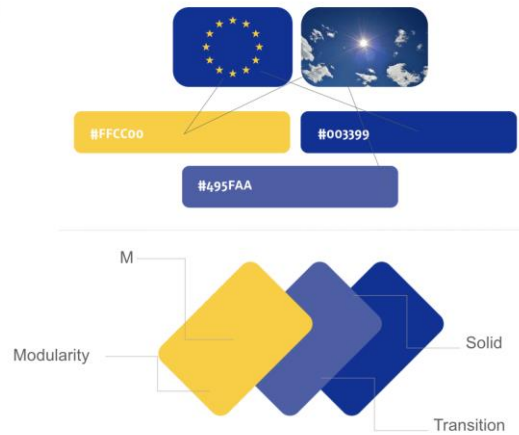 #FFCC00
#003399
#495FAA
M
Modularity
Solid
Transition